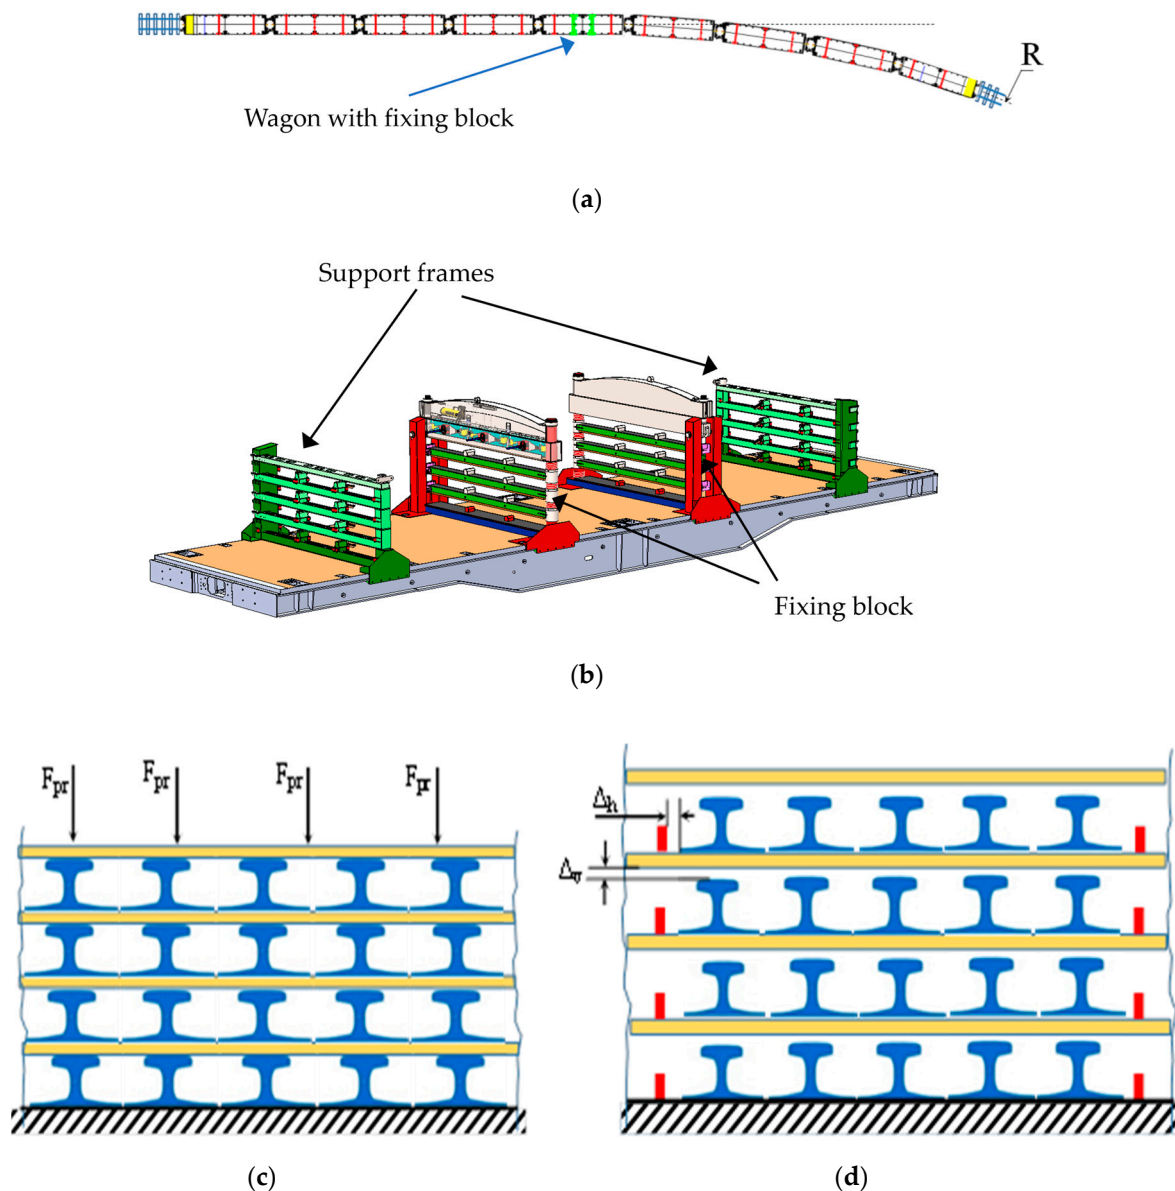 R
Wagon with fixing block
(a)
Support frames
Fixing block
(b)
Fpr Fpr Fpr Fpr
Δh
Δv
(c) (d)